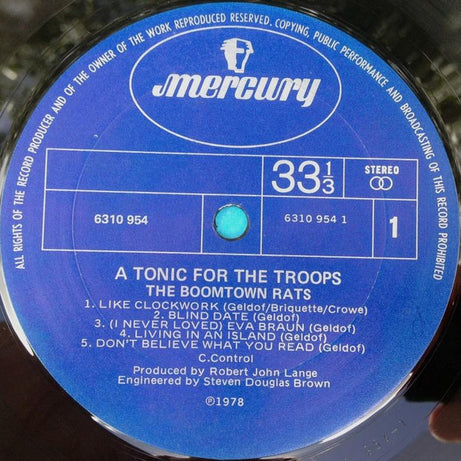 ALL RIGHTS OF THE RECORD PRODUCER AND OF THE OWNER OF THE WORK REPRODUCED RESERVED. COPYING, PUBLIC PERFORMANCE AND BROADCASTING OF THIS RECORD PROHIBITED
mercury
33 1/3
STEREO
6310 954
6310 954 1
1
A TONIC FOR THE TROOPS
THE BOOMTOWN RATS
1. LIKE CLOCKWORK (Geldof/Briquette/Crowe)
2. BLIND DATE (Geldof)
3. (I NEVER LOVED) EVA BRAUN (Geldof)
4. LIVING IN AN ISLAND (Geldof)
5. DON'T BELIEVE WHAT YOU READ (Geldof)
C.Control
Produced by Robert John Lange
Engineered by Steven Douglas Brown
℗1978